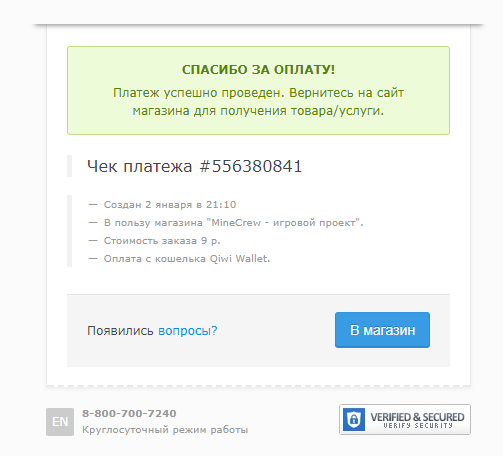 СПАСИБО ЗА ОПЛАТУ!
Платеж успешно проведен. Вернитесь на сайт
магазина для получения товара/услуги.
Чек платежа #556380841
— Создан 2 января в 21:10
— В пользу магазина "MineCrew - игровой проект".
— Стоимость заказа 9 р.
— Оплата с кошелька Qiwi Wallet.
Появились вопросы?
В магазин
EN
8-800-700-7240
Круглосуточный режим работы
VERIFIED & SECURED
VERIFY SECURITY